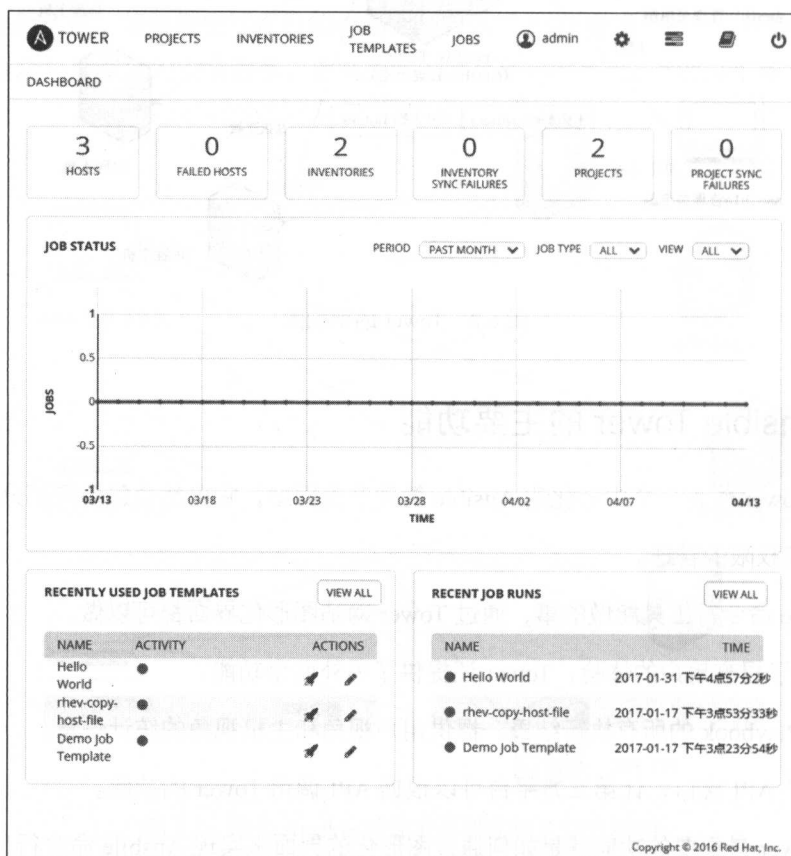 A TOWER PROJECTS INVENTORIES JOB TEMPLATES JOBS admin
DASHBOARD
3 HOSTS
0 FAILED HOSTS
2 INVENTORIES
0 INVENTORY SYNC FAILURES
2 PROJECTS
0 PROJECT SYNC FAILURES
JOB STATUS
PERIOD PAST MONTH JOB TYPE ALL VIEW ALL
1
0.5
0
-0.5
-1
JOBS
03/13 03/18 03/23 03/28 04/02 04/07 04/13
TIME
RECENTLY USED JOB TEMPLATES VIEW ALL
NAME ACTIVITY ACTIONS
Hello
World
rhev-copy-
host-file
Demo Job
Template
RECENT JOB RUNS VIEW ALL
NAME TIME
Hello World 2017-01-31 下午4点57分2秒
rhev-copy-host-file 2017-01-17 下午3点53分33秒
Demo Job Template 2017-01-17 下午3点23分54秒
Copyright © 2016 Red Hat, Inc.